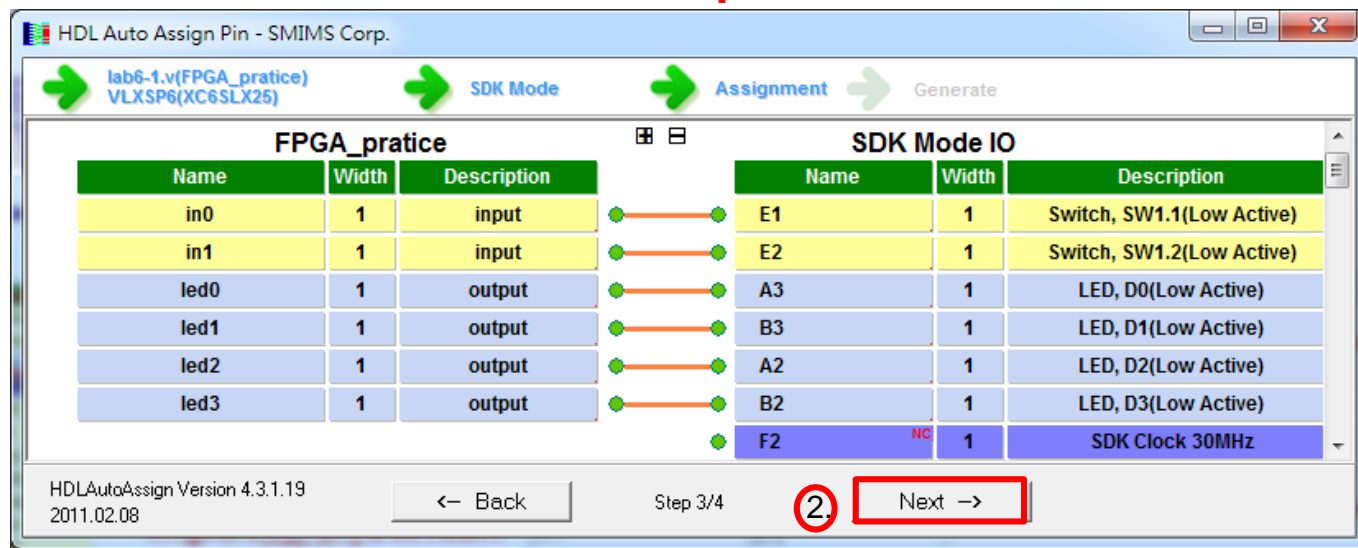 HDL Auto Assign Pin - SMIMS Corp.
lab6-1.v(FPGA_pratice)
VLXSP6(XC6SLX25)
SDK Mode
Assignment
Generate
FPGA_pratice
SDK Mode IO
Name Width Description Name Width Description
in0 1 input E1 1 Switch, SW1.1(Low Active)
in1 1 input E2 1 Switch, SW1.2(Low Active)
led0 1 output A3 1 LED, D0(Low Active)
led1 1 output B3 1 LED, D1(Low Active)
led2 1 output A2 1 LED, D2(Low Active)
led3 1 output B2 1 LED, D3(Low Active)
F2 NC 1 SDK Clock 30MHz
HDLAutoAssign Version 4.3.1.19
2011.02.08
<- Back
Step 3/4
2.
Next ->